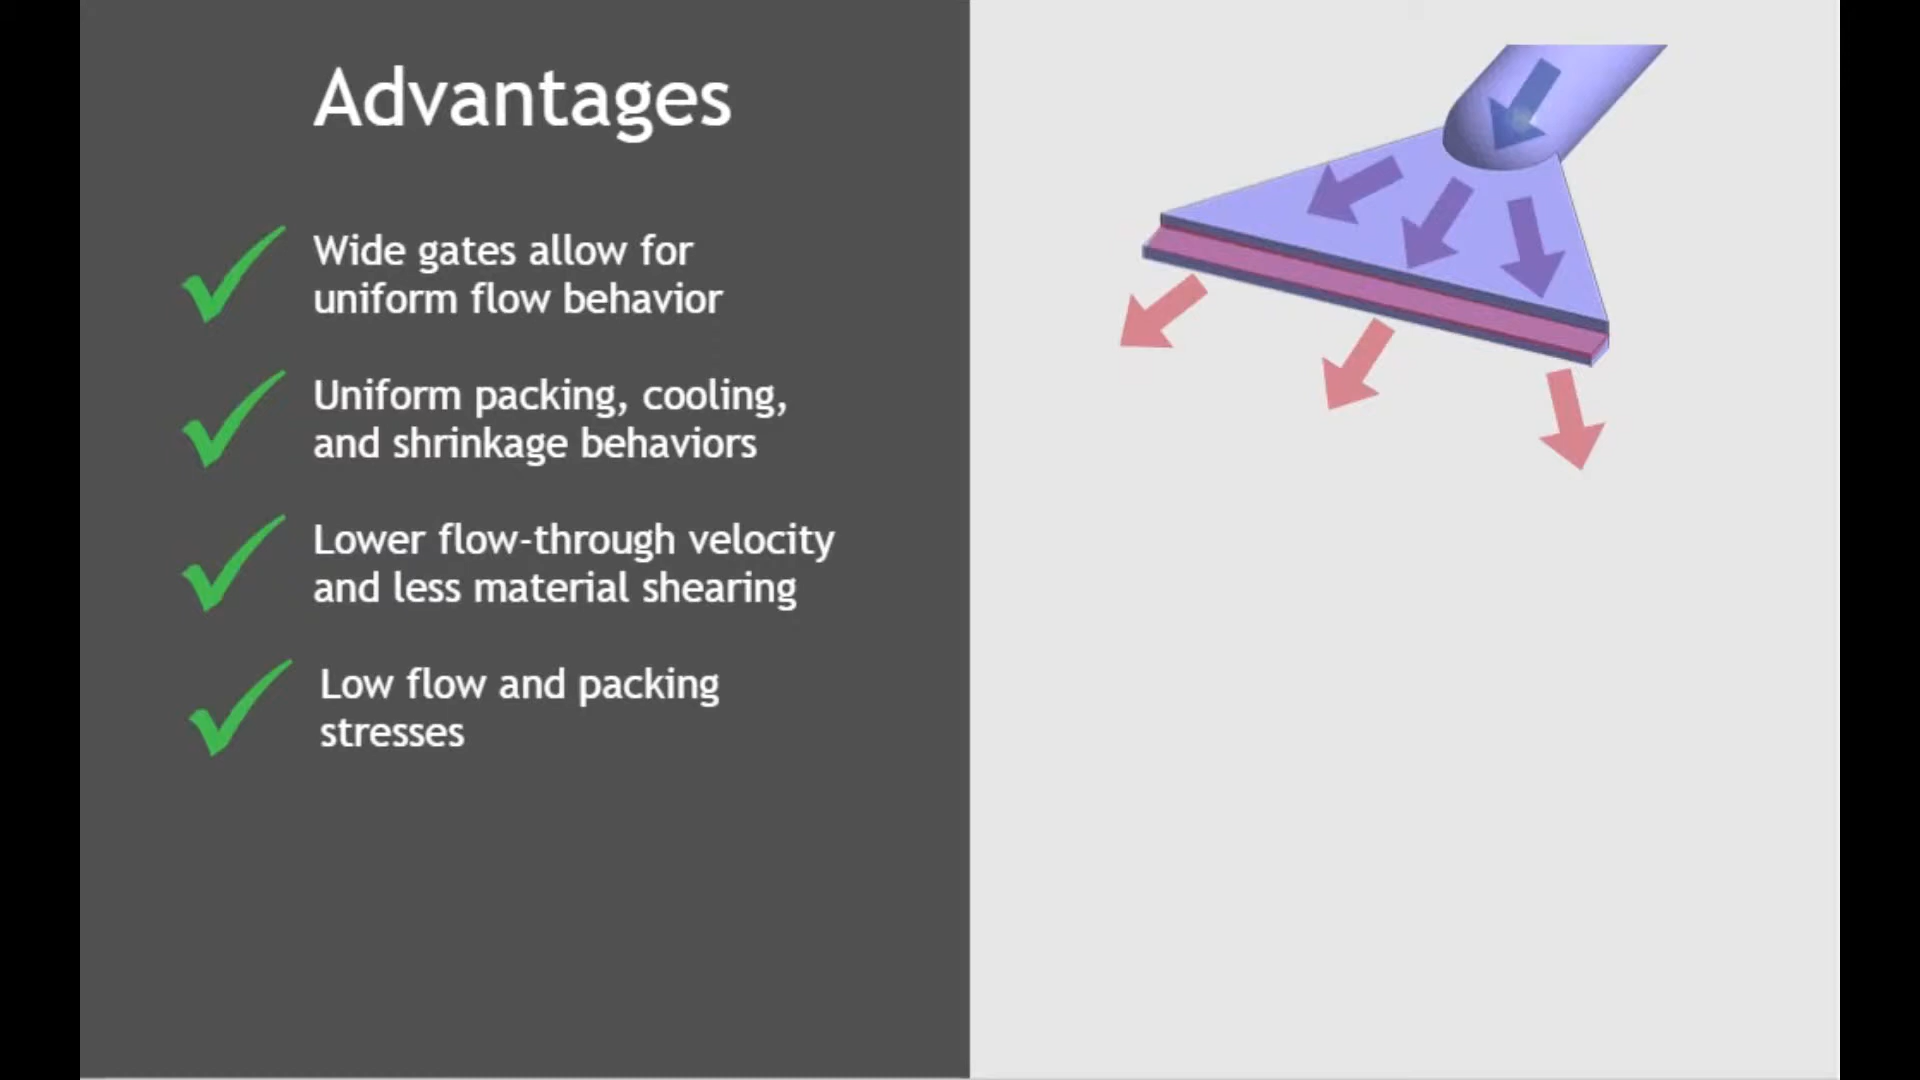 Advantages
Wide gates allow for
uniform flow behavior
Uniform packing, cooling,
and shrinkage behaviors
Lower flow-through velocity
and less material shearing
Low flow and packing
stresses